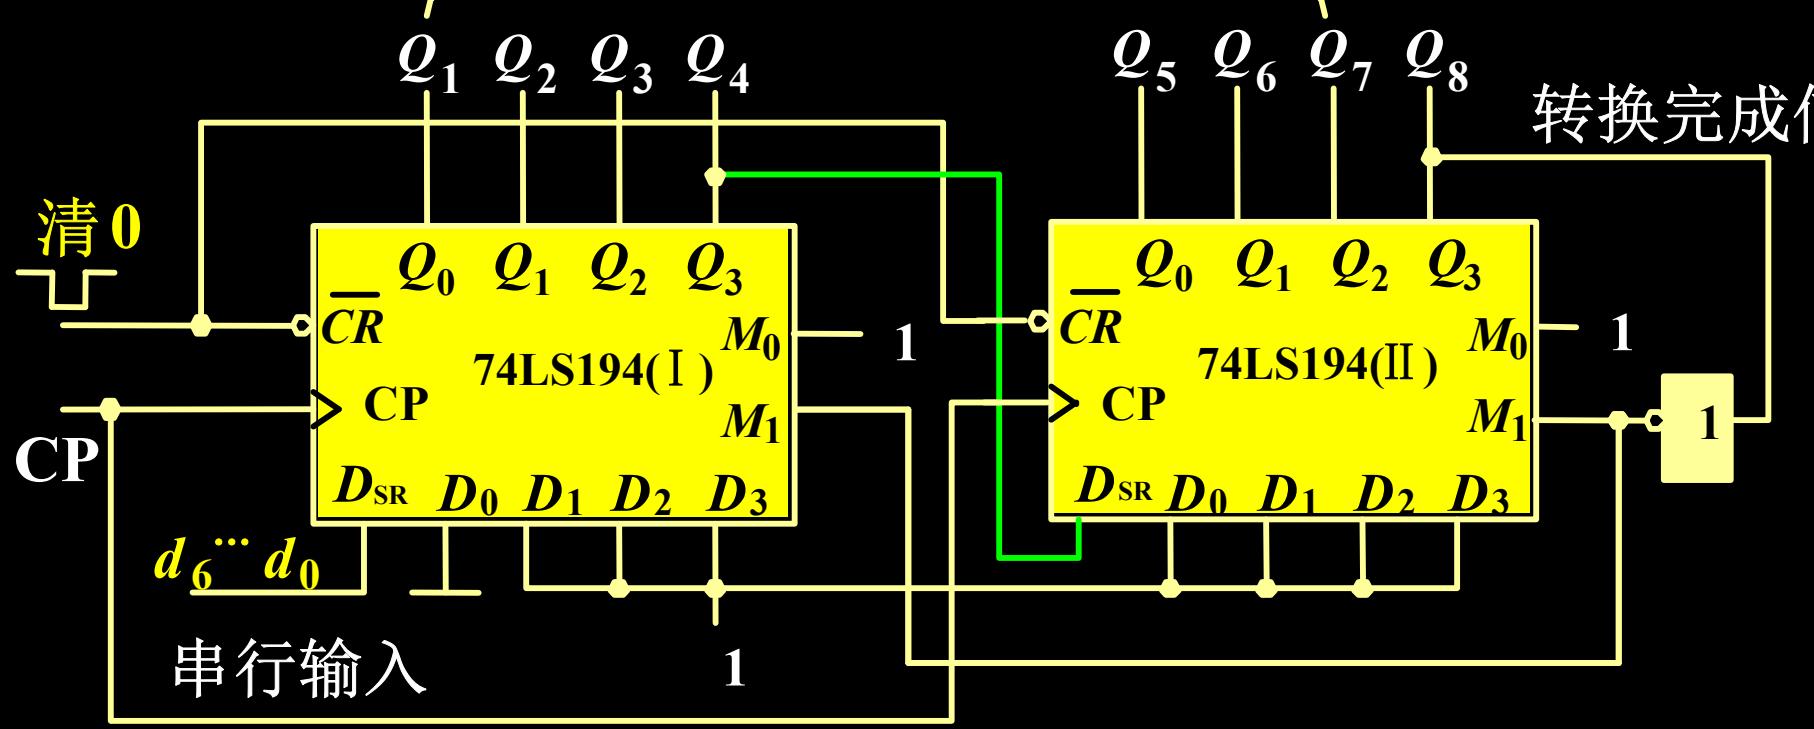 Q1 Q2 Q3 Q4 Q5 Q6 Q7 Q8
转换完成
清0
Q0 Q1 Q2 Q3 Q0 Q1 Q2 Q3
CR M0 1 CR M0 1
74LS194(Ⅰ) 74LS194(Ⅱ)
CP M1 CP M1 1
CP
DSR D0 D1 D2 D3 DSR D0 D1 D2 D3
d6...d0
串行输入 1